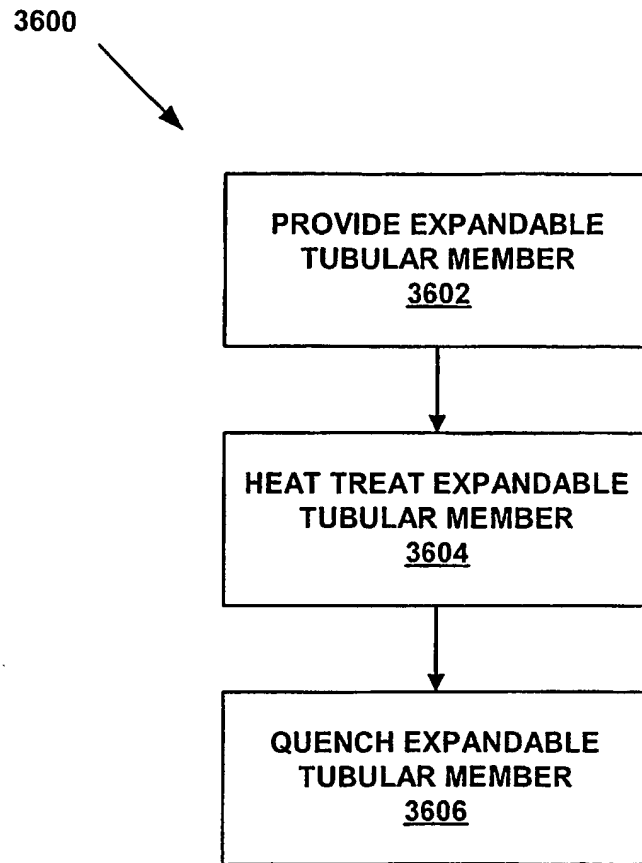 3600
PROVIDE EXPANDABLE
TUBULAR MEMBER
3602
HEAT TREAT EXPANDABLE
TUBULAR MEMBER
3604
QUENCH EXPANDABLE
TUBULAR MEMBER
3606